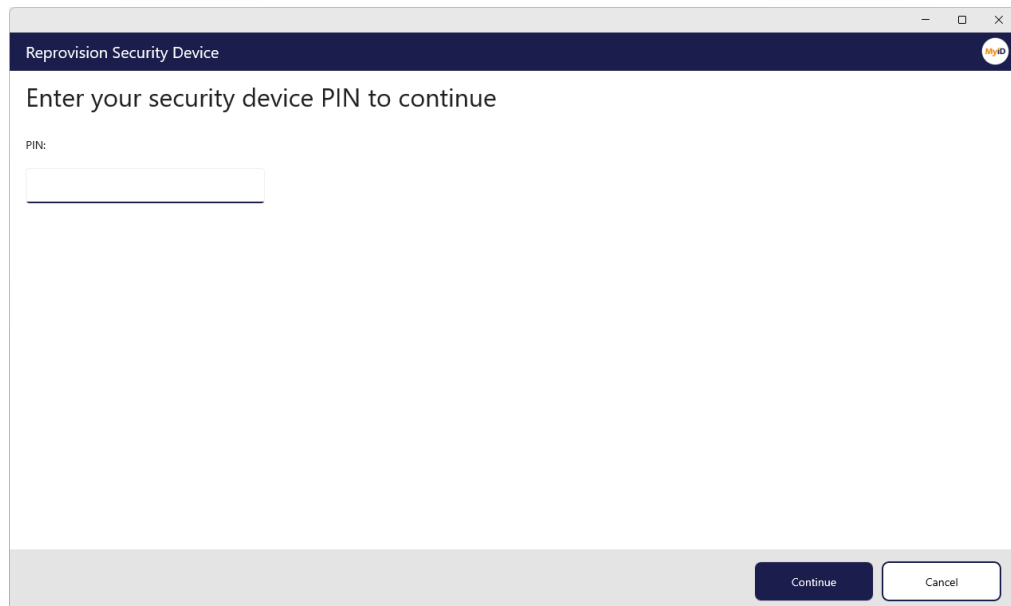 Reprovision Security Device
MyID
Enter your security device PIN to continue
PIN:
Continue
Cancel